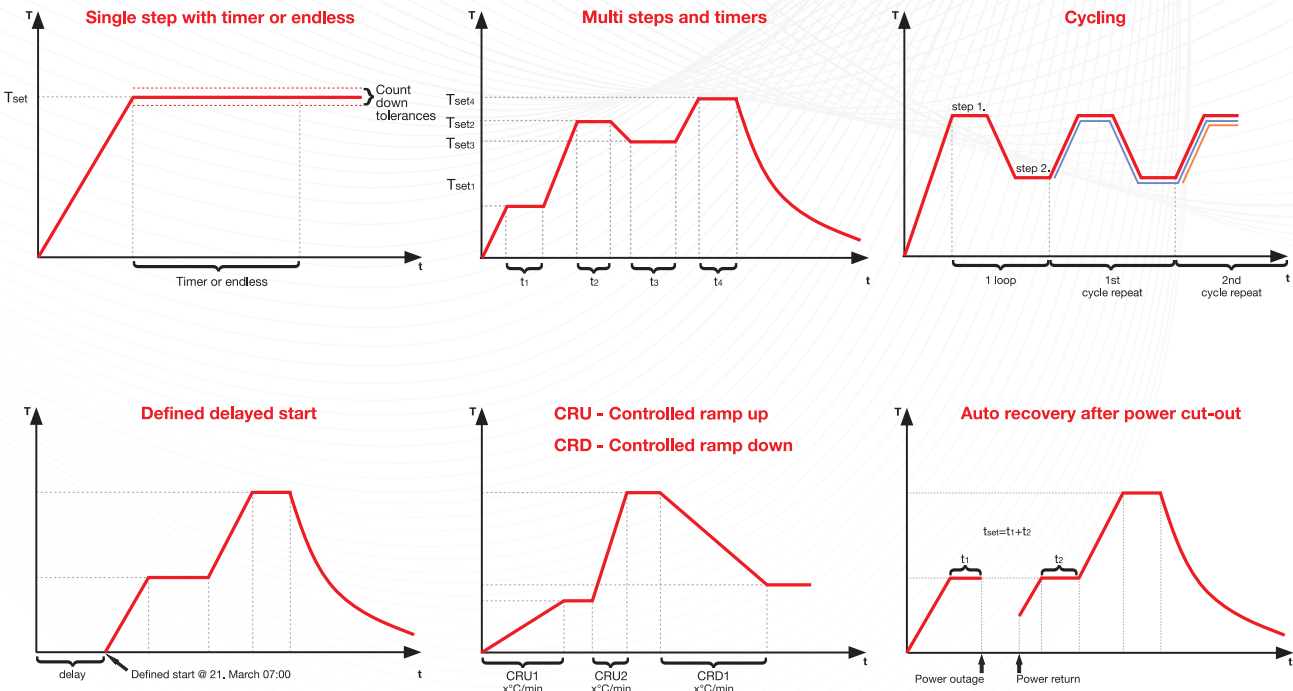 Single step with timer or endless
T
Tset
Count
down
tolerances
Timer or endless
t
Multi steps and timers
T
Tset4
Tset2
Tset3
Tset1
t1
t2
t3
t4
t
Cycling
T
step 1.
step 2.
1 loop
1st
cycle repeat
2nd
cycle repeat
t
Defined delayed start
T
delay
Defined start @ 21. March 07:00
t
CRU - Controlled ramp up
CRD - Controlled ramp down
T
CRU1
x°C/min
CRU2
x°C/min
CRD1
x°C/min
t
Auto recovery after power cut-out
T
tset=t1+t2
t1
t2
Power outage
Power return
t